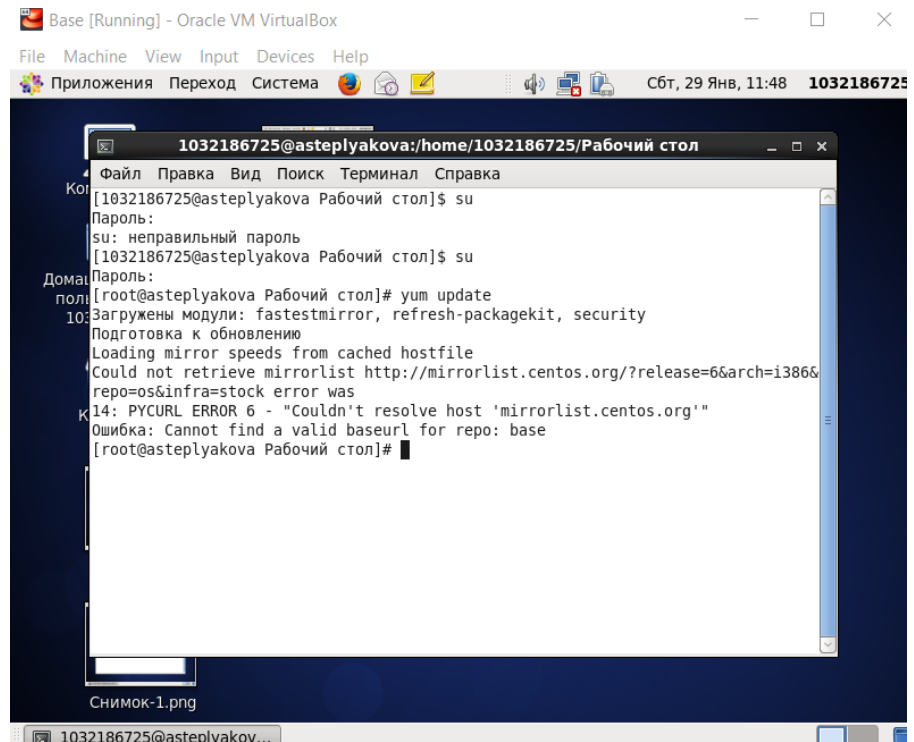 Base [Running] - Oracle VM VirtualBox
File Machine View Input Devices Help
Приложения Переход Система Сбт, 29 Янв, 11:48 1032186725
1032186725@asteplyakova:/home/1032186725/Рабочий стол
Файл Правка Вид Поиск Терминал Справка
[1032186725@asteplyakova Рабочий стол]$ su
Пароль:
su: неправильный пароль
[1032186725@asteplyakova Рабочий стол]$ su
Пароль:
[root@asteplyakova Рабочий стол]# yum update
Загружены модули: fastestmirror, refresh-packagekit, security
Подготовка к обновлению
Loading mirror speeds from cached hostfile
Could not retrieve mirrorlist http://mirrorlist.centos.org/?release=6&arch=i386&
repo=os&infra=stock error was
14: PYCURL ERROR 6 - "Couldn't resolve host 'mirrorlist.centos.org'"
Ошибка: Cannot find a valid baseurl for repo: base
[root@asteplyakova Рабочий стол]#
Снимок-1.png
1032186725@asteplyakov...